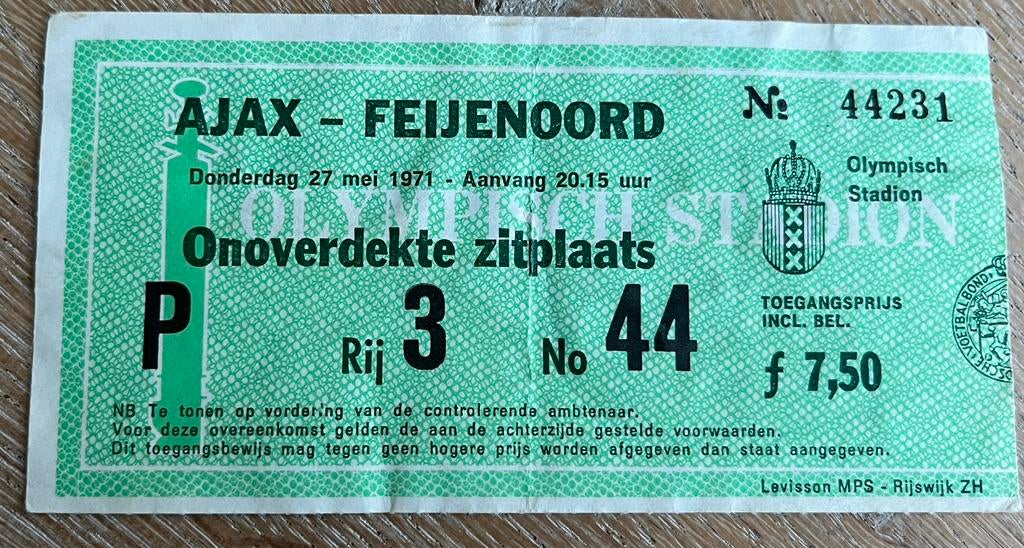 AJAX – FEIJENOORD
Nº 44231
Donderdag 27 mei 1971 - Aanvang 20.15 uur
Olympisch
Stadion
OLYMPISCH STADION
Onoverdekte zitplaats
P Rij 3 No 44
TOEGANGSPRIJS
INCL. BEL.
ƒ 7,50
VOETBALBOND
NB Te tonen op vordering van de controlerende ambtenaar.
Voor deze overeenkomst gelden de aan de achterzijde gestelde voorwaarden.
Dit toegangsbewijs mag tegen geen hogere prijs worden afgegeven dan staat aangegeven.
Levisson MPS - Rijswijk ZH